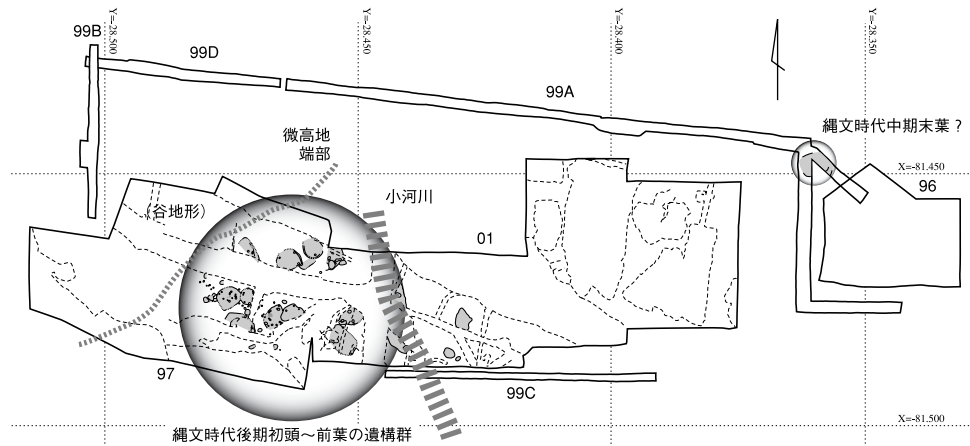 Y=-28.500
Y=-28.450
Y=-28.400
Y=-28.350
99B
99D
99A
縄文時代中期末葉？
微高地
端部
X=-81.450
96
小河川
（谷地形）
01
97
99C
X=-81.500
縄文時代後期初頭～前葉の遺構群